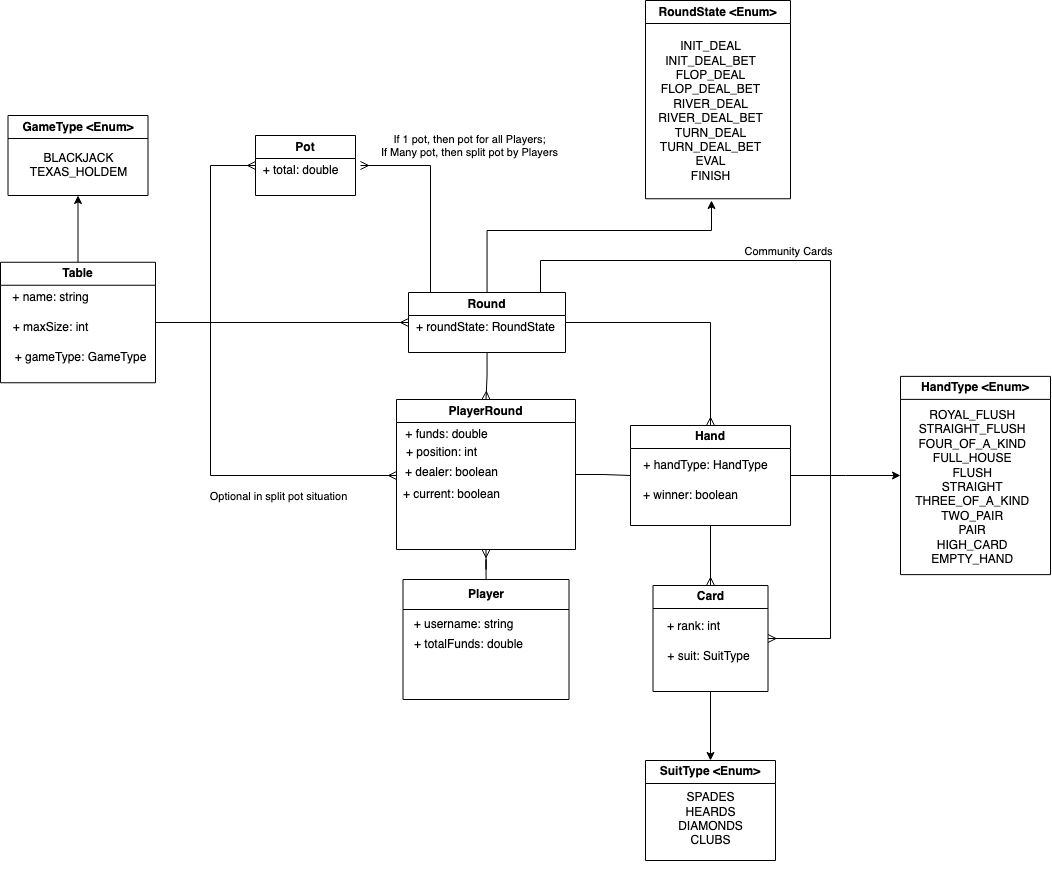 RoundState <Enum>
INIT_DEAL
INIT_DEAL_BET
FLOP_DEAL
FLOP_DEAL_BET
RIVER_DEAL
RIVER_DEAL_BET
TURN_DEAL
TURN_DEAL_BET
EVAL
FINISH
GameType <Enum>
BLACKJACK
TEXAS_HOLDEM
Pot
+ total: double
If 1 pot, then pot for all Players;
If Many pot, then split pot by Players
Community Cards
Table
+ name: string
+ maxSize: int
+ gameType: GameType
Round
+ roundState: RoundState
PlayerRound
+ funds: double
+ position: int
+ dealer: boolean
+ current: boolean
Optional in split pot situation
Hand
+ handType: HandType
+ winner: boolean
HandType <Enum>
ROYAL_FLUSH
STRAIGHT_FLUSH
FOUR_OF_A_KIND
FULL_HOUSE
FLUSH
STRAIGHT
THREE_OF_A_KIND
TWO_PAIR
PAIR
HIGH_CARD
EMPTY_HAND
Player
+ username: string
+ totalFunds: double
Card
+ rank: int
+ suit: SuitType
SuitType <Enum>
SPADES
HEARDS
DIAMONDS
CLUBS